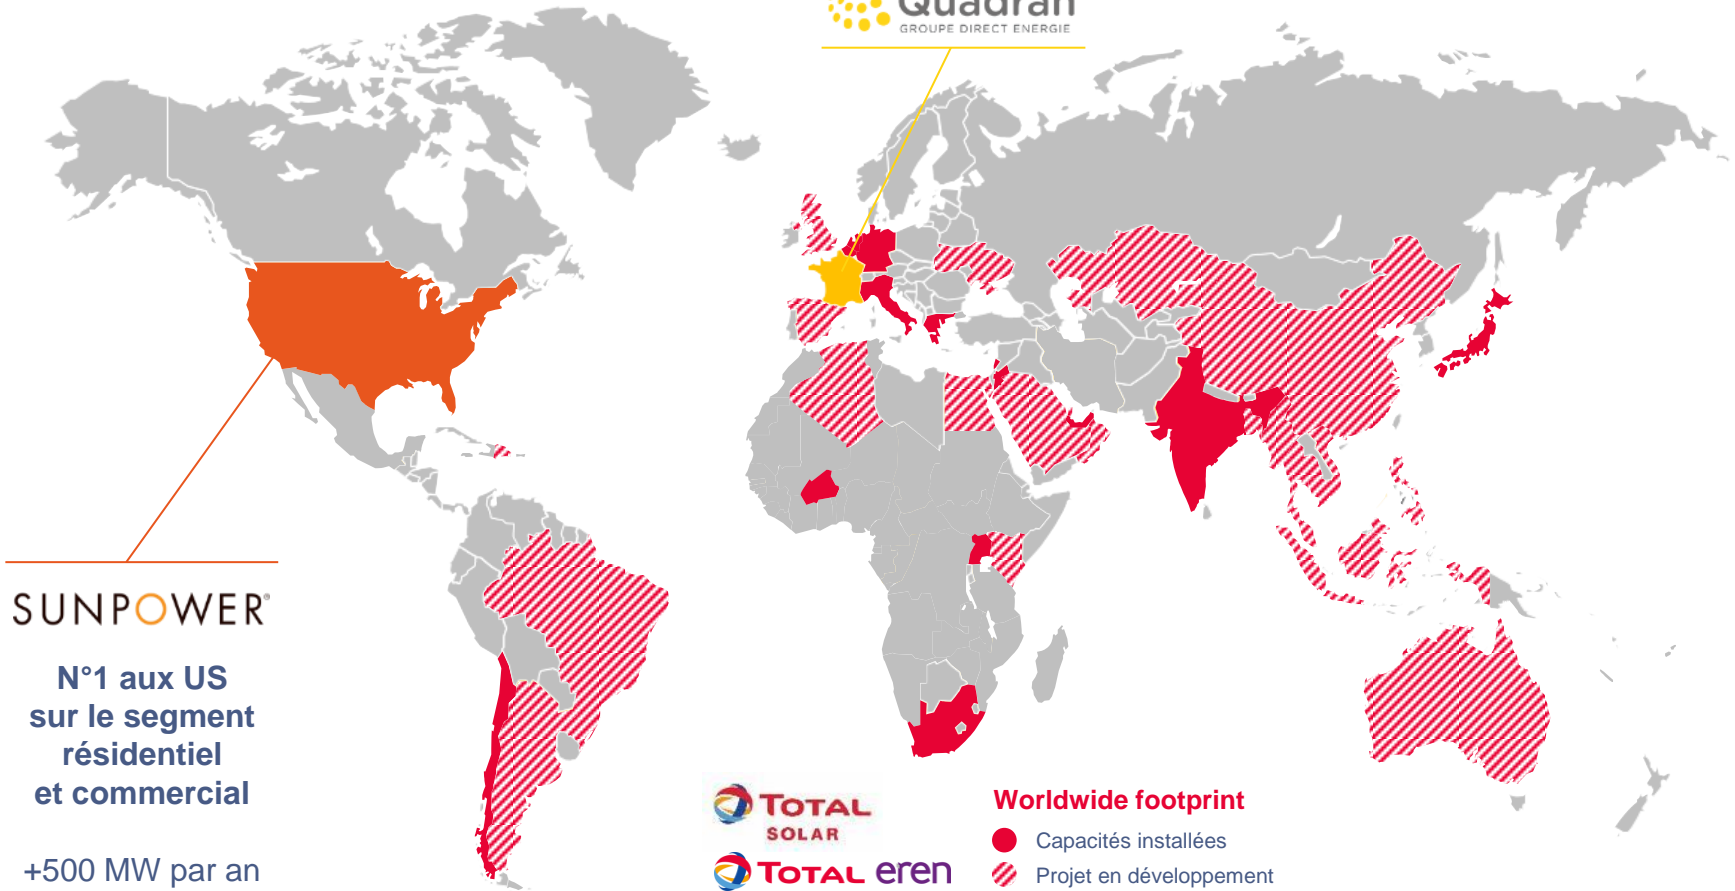 Quadran
GROUPE DIRECT ENERGIE
SUNPOWER®
N°1 aux US
sur le segment
résidentiel
et commercial
+500 MW par an
TOTAL
SOLAR
TOTAL eren
Worldwide footprint
Capacités installées
Projet en développement